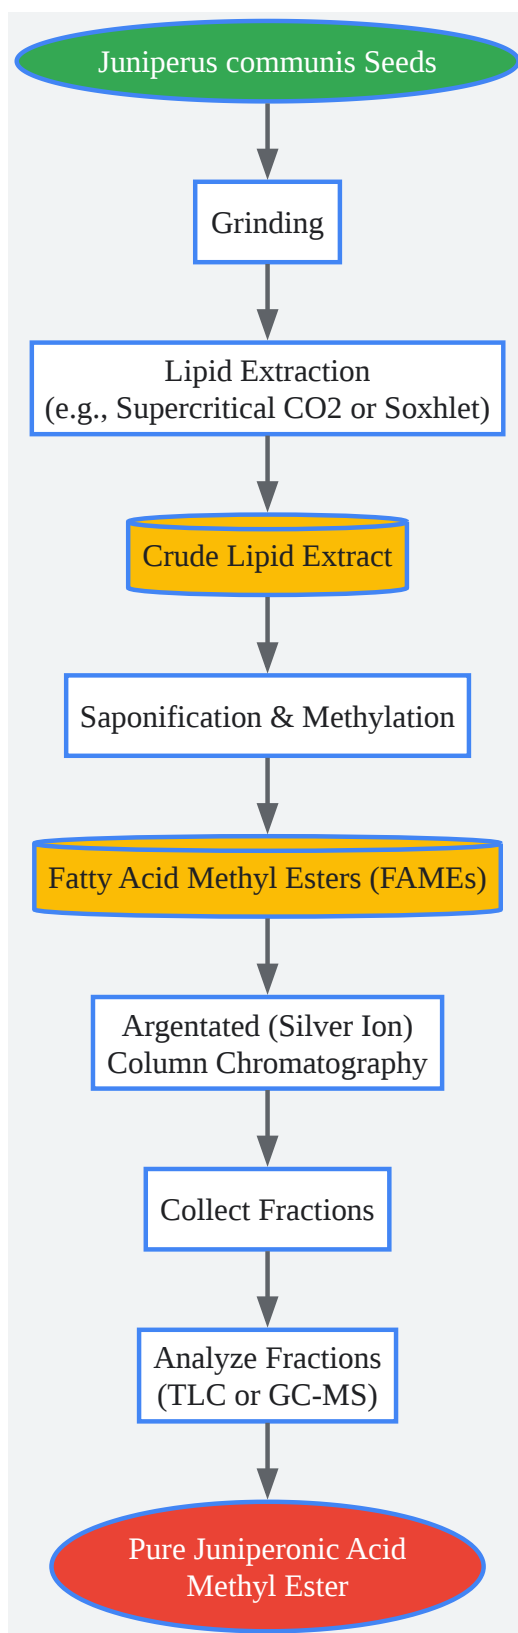 Juniperus communis Seeds
Grinding
Lipid Extraction
(e.g., Supercritical CO2 or Soxhlet)
Crude Lipid Extract
Saponification & Methylation
Fatty Acid Methyl Esters (FAMEs)
Argentated (Silver Ion)
Column Chromatography
Collect Fractions
Analyze Fractions
(TLC or GC-MS)
Pure Juniperonic Acid
Methyl Ester